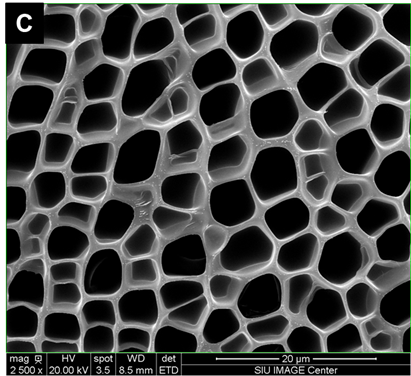 C
mag HV spot WD det 20 µm
2 500 x 20.00 kV 3.5 8.5 mm ETD SIU IMAGE Center